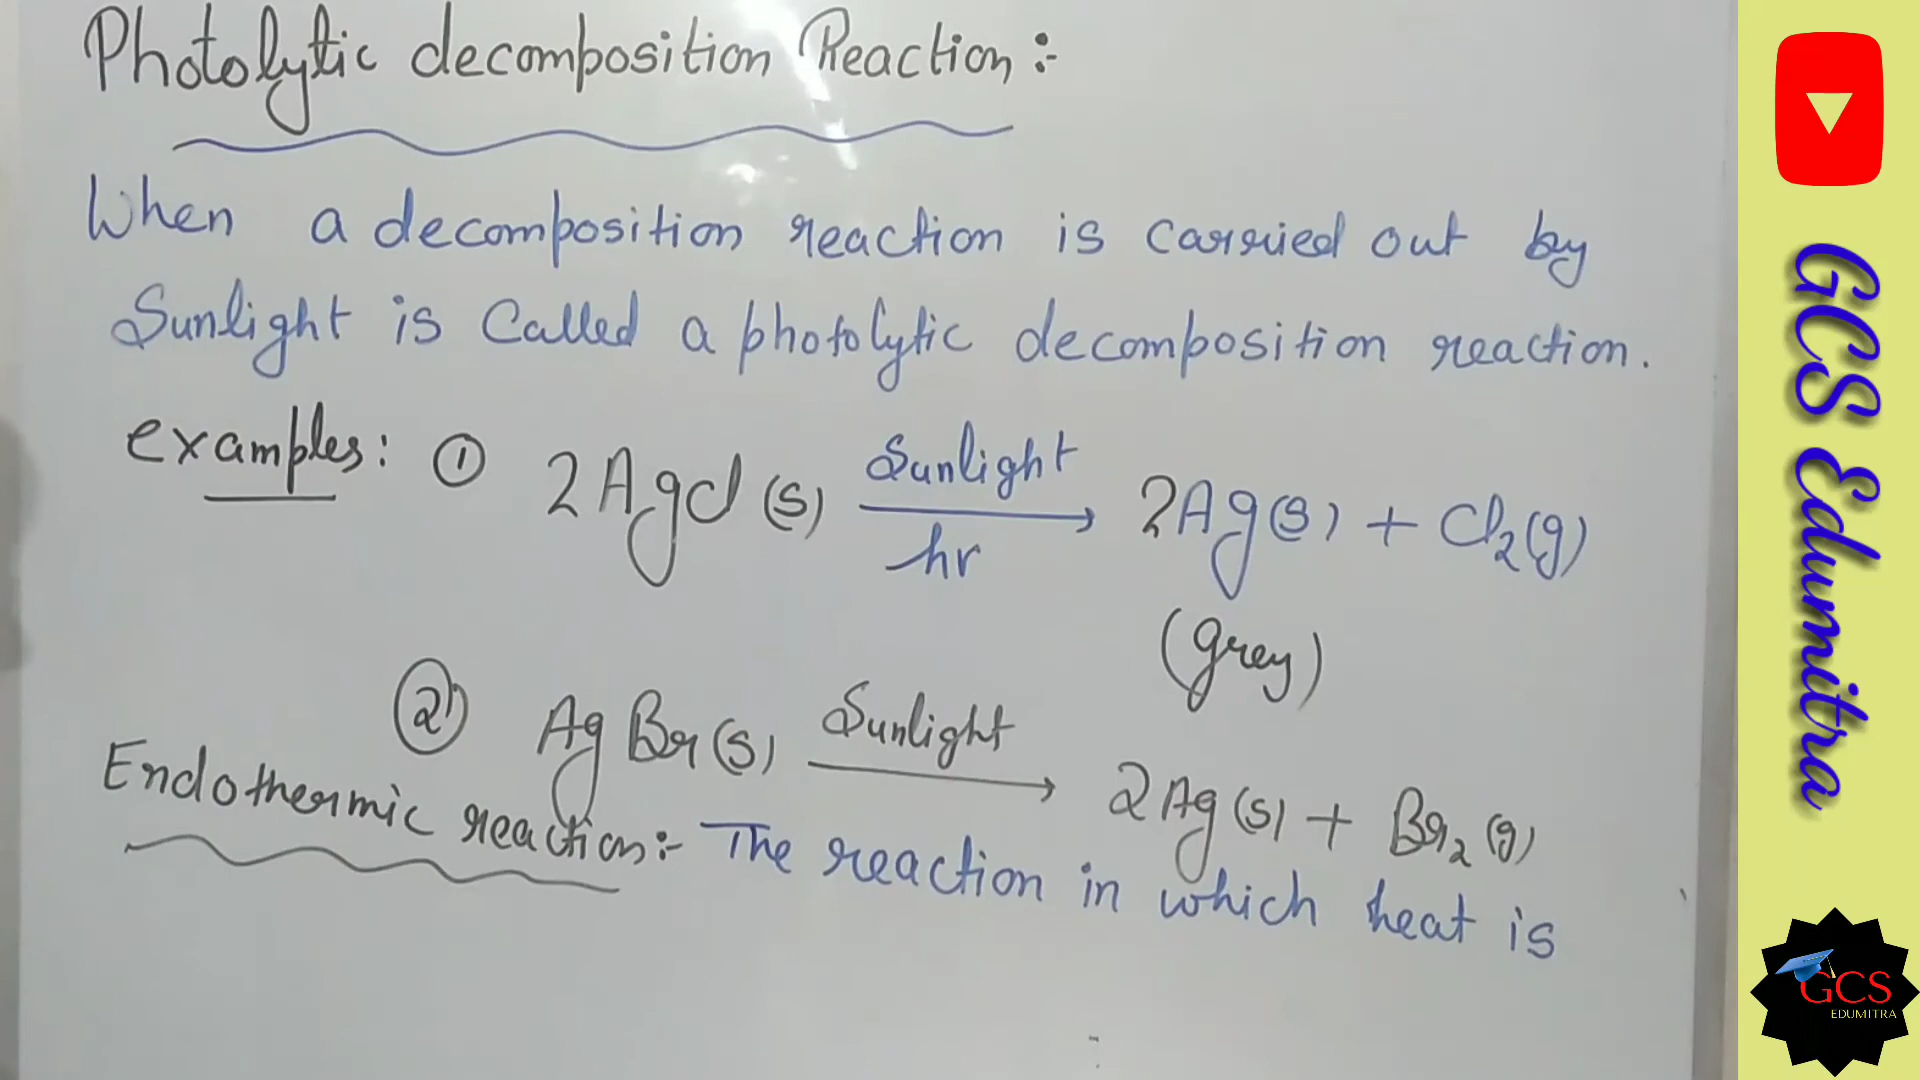 Photolytic decomposition Reaction :-
When a decomposition reaction is carried out by
Sunlight is Called a photolytic decomposition reaction.
examples: ① 2AgCl (s) Sunlight hr → 2Ag(s) + Cl₂(g)
(grey)
② AgBr(s) Sunlight → 2Ag(s) + Br₂(g)
Endothermic reaction:- The reaction in which heat is
GCS Edumitra
GCS
EDUMITRA